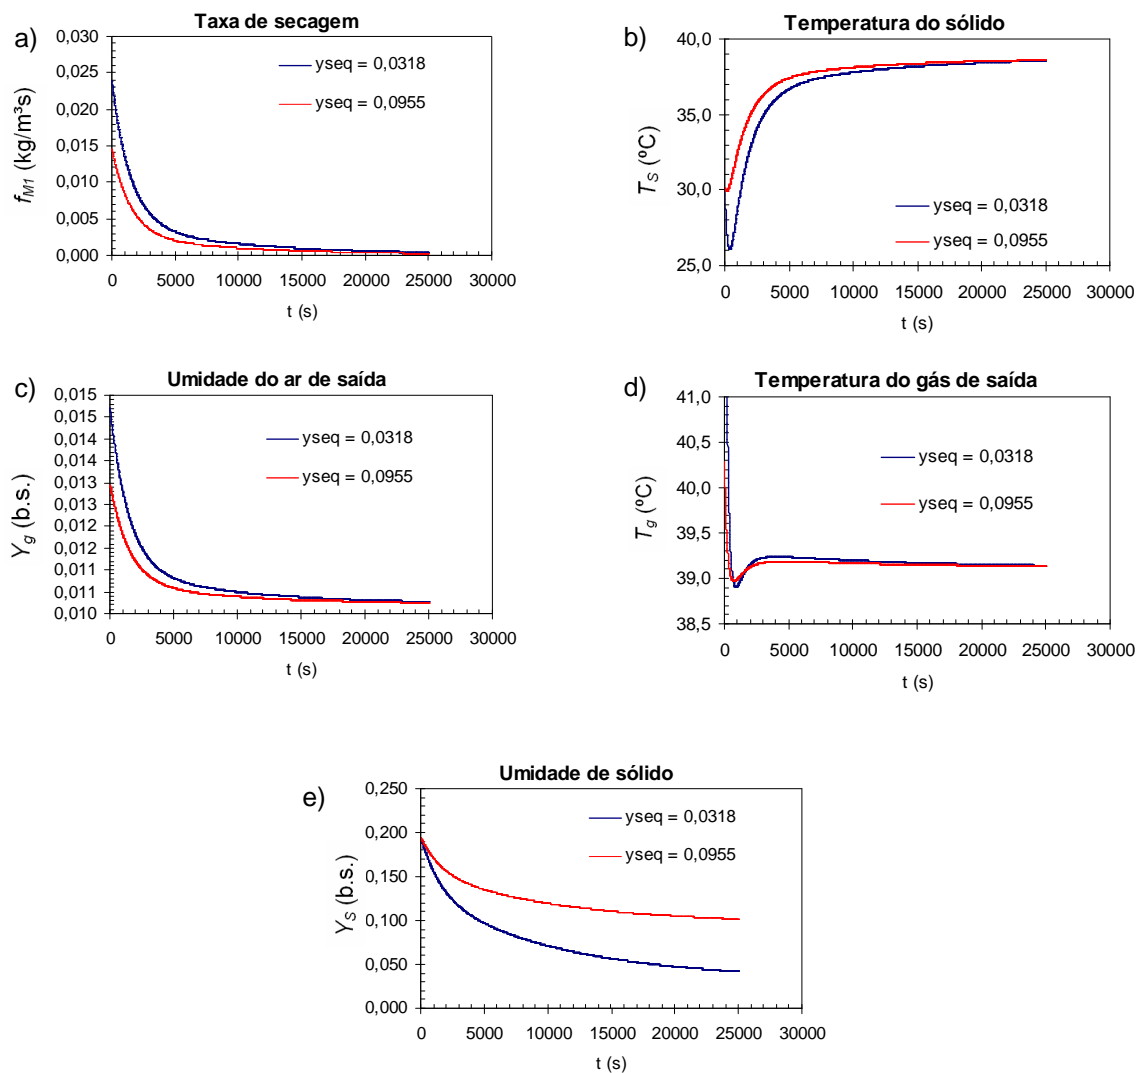 a)
Taxa de secagem
0,030
0,025
0,020
0,015
0,010
0,005
0,000
f_M1 (kg/m³s)
yseq = 0,0318
yseq = 0,0955
0 5000 10000 15000 20000 25000 30000
t (s)
b)
Temperatura do sólido
40,0
35,0
30,0
25,0
T_S (ºC)
yseq = 0,0318
yseq = 0,0955
0 5000 10000 15000 20000 25000 30000
t (s)
c)
Umidade do ar de saída
0,015
0,015
0,014
0,014
0,013
0,013
0,012
0,012
0,011
0,011
0,010
Y_g (b.s.)
yseq = 0,0318
yseq = 0,0955
0 5000 10000 15000 20000 25000 30000
t (s)
d)
Temperatura do gás de saída
41,0
40,5
40,0
39,5
39,0
38,5
T_g (ºC)
yseq = 0,0318
yseq = 0,0955
0 5000 10000 15000 20000 25000 30000
t (s)
e)
Umidade de sólido
0,250
0,200
0,150
0,100
0,050
0,000
Y_S (b.s.)
yseq = 0,0318
yseq = 0,0955
0 5000 10000 15000 20000 25000 30000
t (s)